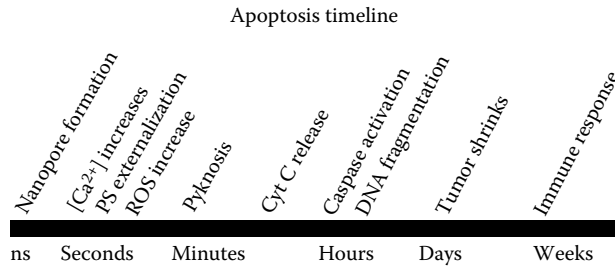 Apoptosis timeline
Nanopore formation
[Ca²⁺] increases
PS externalization
ROS increase
Pyknosis
Cyt C release
Caspase activation
DNA fragmentation
Tumor shrinks
Immune response
ns Seconds Minutes Hours Days Weeks